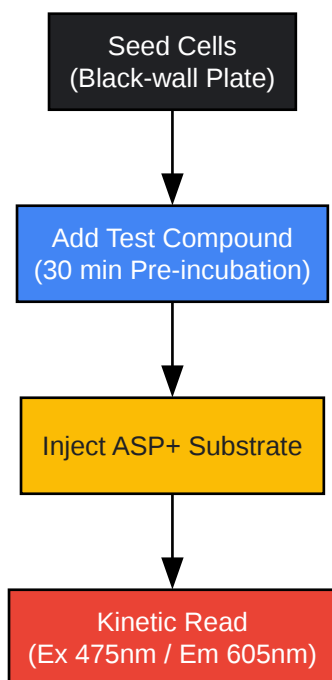 Seed Cells
(Black-wall Plate)
Add Test Compound
(30 min Pre-incubation)
Inject ASP+ Substrate
Kinetic Read
(Ex 475nm / Em 605nm)